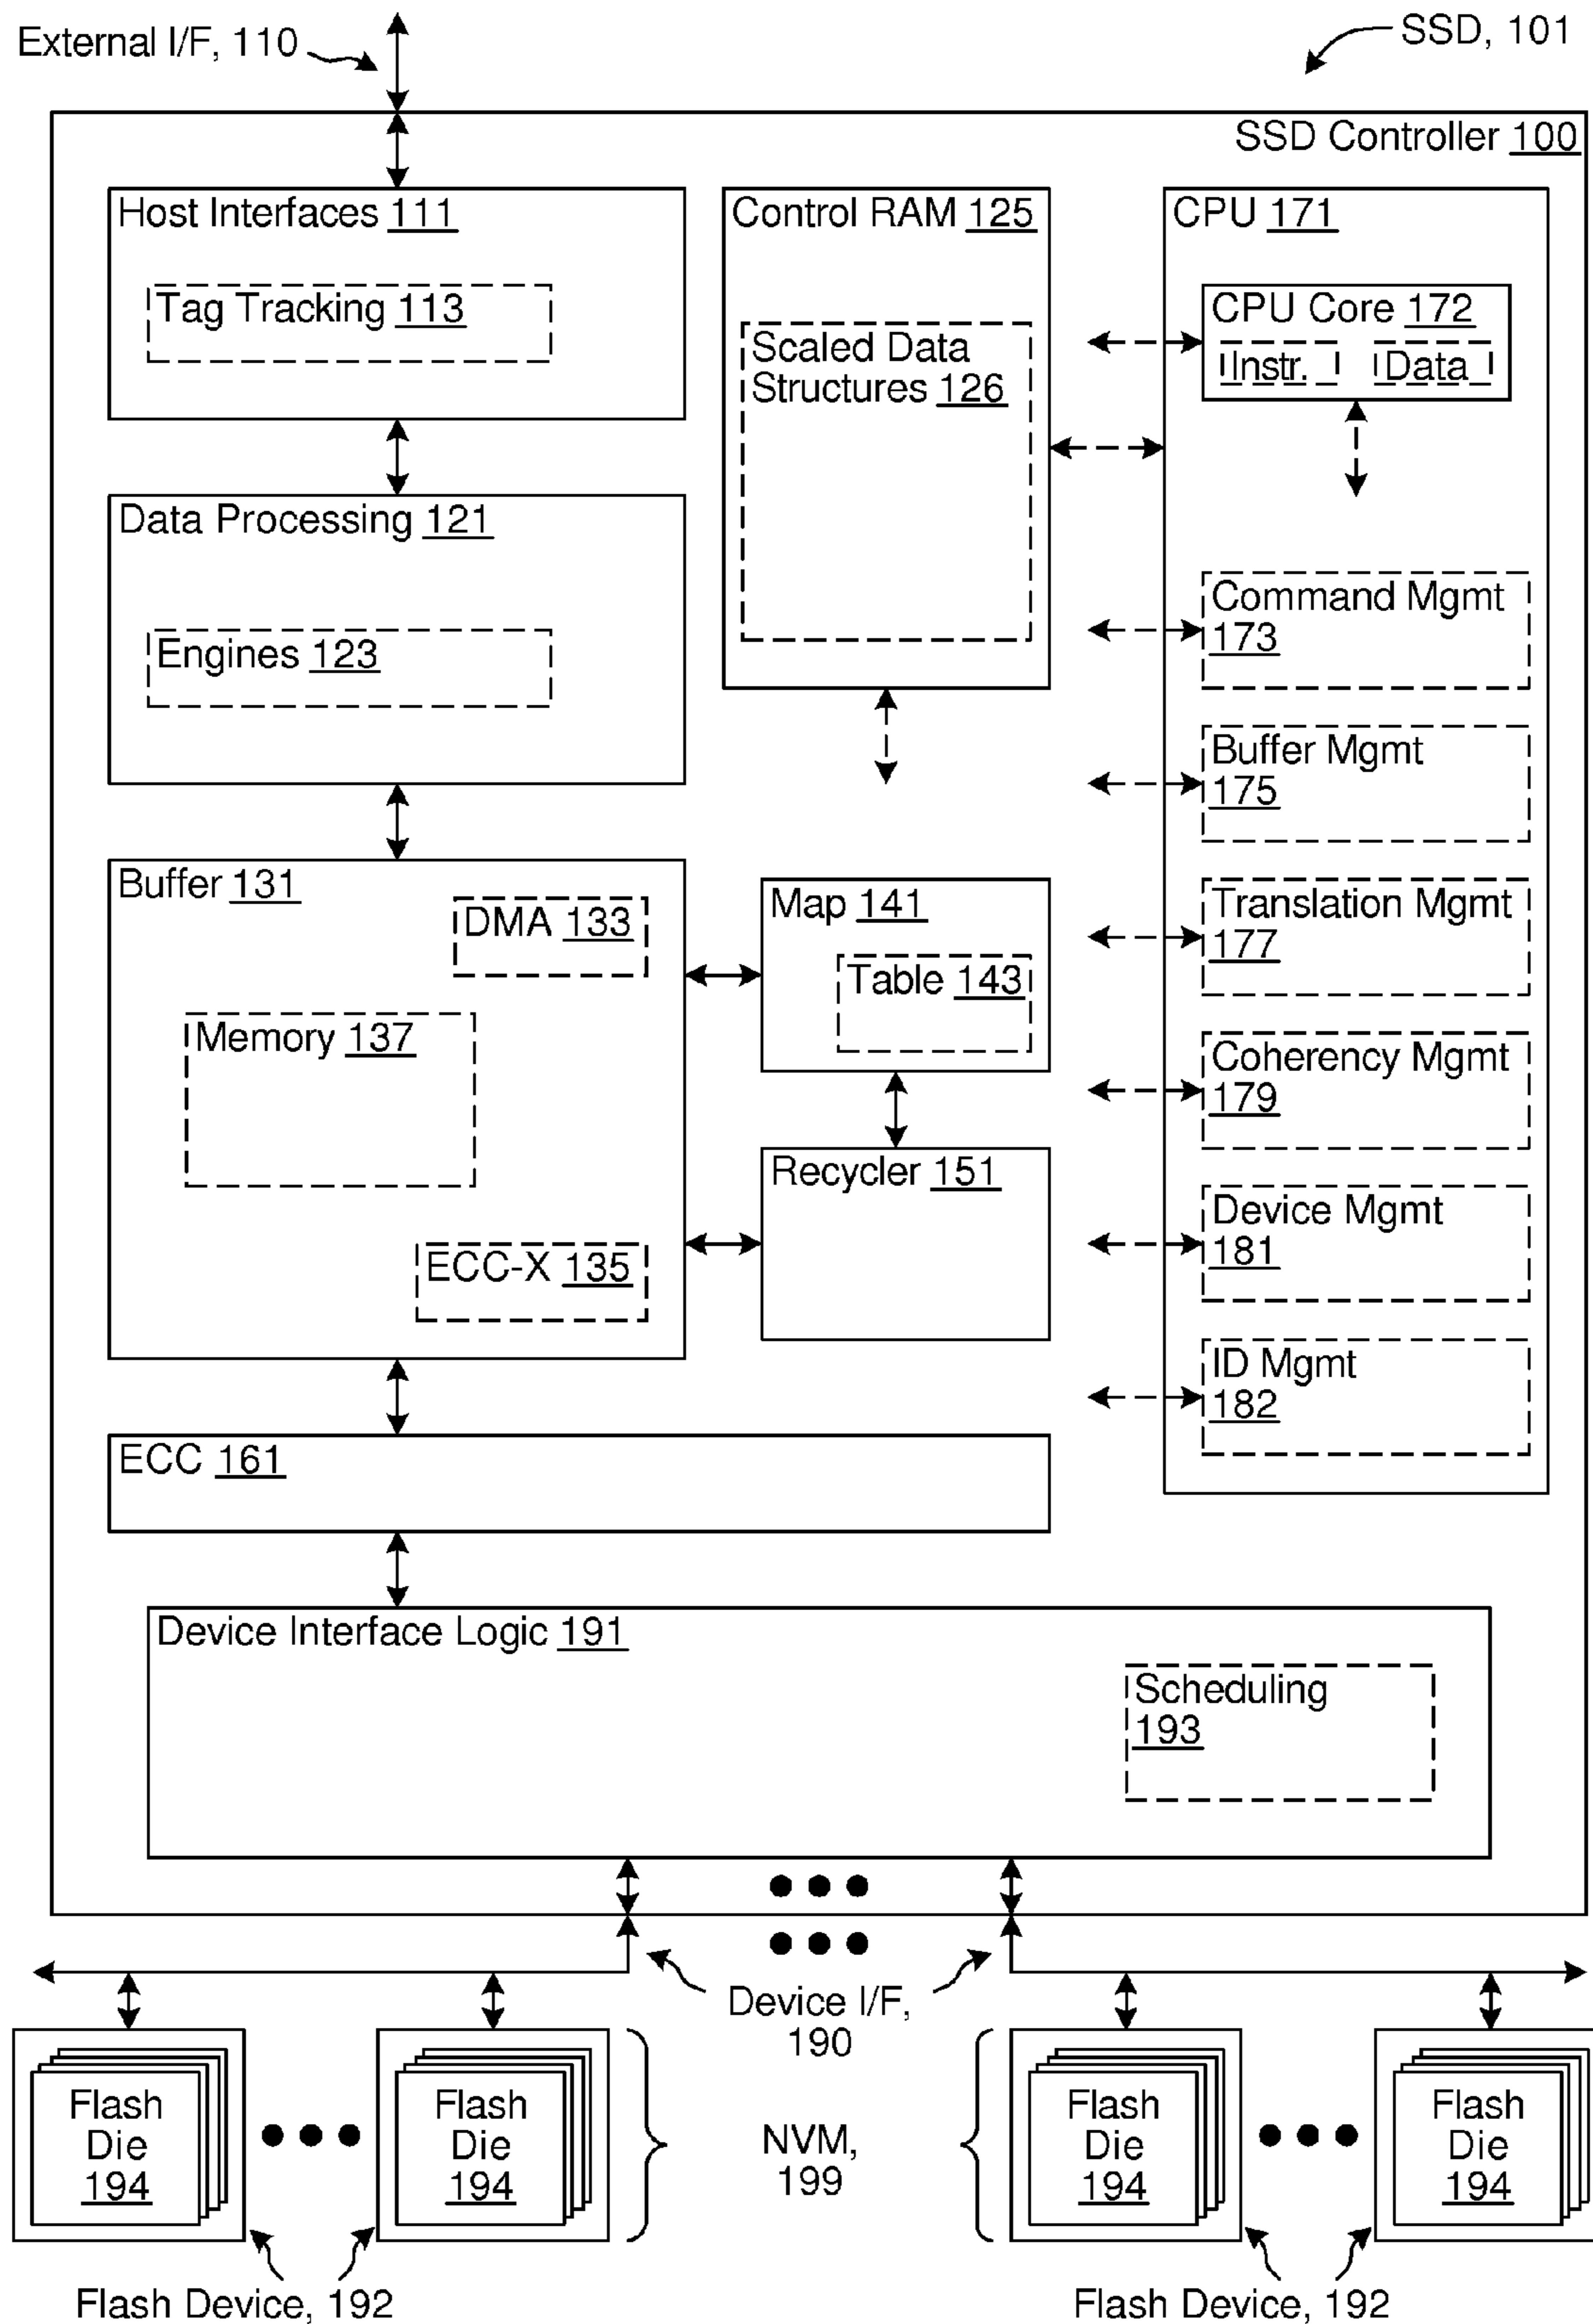 External I/F, 110
SSD, 101
SSD Controller 100
Host Interfaces 111
Tag Tracking 113
Data Processing 121
Engines 123
Control RAM 125
Scaled Data
Structures 126
CPU 171
CPU Core 172
Instr.
Data
Command Mgmt
173
Buffer Mgmt
175
Translation Mgmt
177
Coherency Mgmt
179
Device Mgmt
181
ID Mgmt
182
Buffer 131
DMA 133
Memory 137
ECC-X 135
Map 141
Table 143
Recycler 151
ECC 161
Device Interface Logic 191
Scheduling
193
Device I/F,
190
Flash
Die
194
Flash
Die
194
NVM,
199
Flash
Die
194
Flash
Die
194
Flash Device, 192
Flash Device, 192